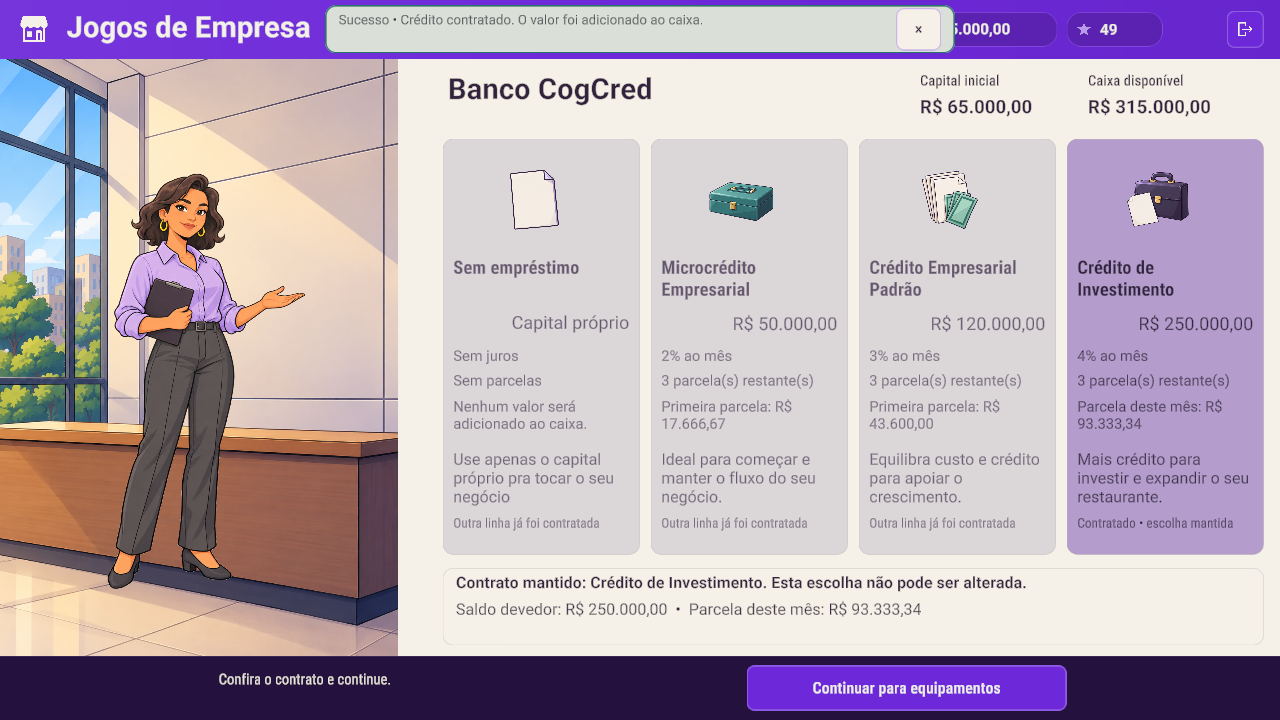 Jogos de Empresa
Sucesso • Crédito contratado. O valor foi adicionado ao caixa.
×
5.000,00
49
Banco CogCred
Capital inicial
R$ 65.000,00
Caixa disponível
R$ 315.000,00
Sem empréstimo
Capital próprio
Sem juros
Sem parcelas
Nenhum valor será
adicionado ao caixa.
Use apenas o capital
próprio pra tocar o seu
negócio
Outra linha já foi contratada
Microcrédito
Empresarial
R$ 50.000,00
2% ao mês
3 parcela(s) restante(s)
Primeira parcela: R$
17.666,67
Ideal para começar e
manter o fluxo do seu
negócio.
Outra linha já foi contratada
Crédito Empresarial
Padrão
R$ 120.000,00
3% ao mês
3 parcela(s) restante(s)
Primeira parcela: R$
43.600,00
Equilibra custo e crédito
para apoiar o
crescimento.
Outra linha já foi contratada
Crédito de
Investimento
R$ 250.000,00
4% ao mês
3 parcela(s) restante(s)
Parcela deste mês: R$
93.333,34
Mais crédito para
investir e expandir o seu
restaurante.
Contratado • escolha mantida
Contrato mantido: Crédito de Investimento. Esta escolha não pode ser alterada.
Saldo devedor: R$ 250.000,00 • Parcela deste mês: R$ 93.333,34
Confira o contrato e continue.
Continuar para equipamentos